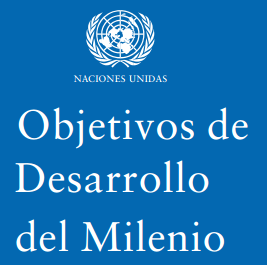 NACIONES UNIDAS
Objetivos de
Desarrollo
del Milenio